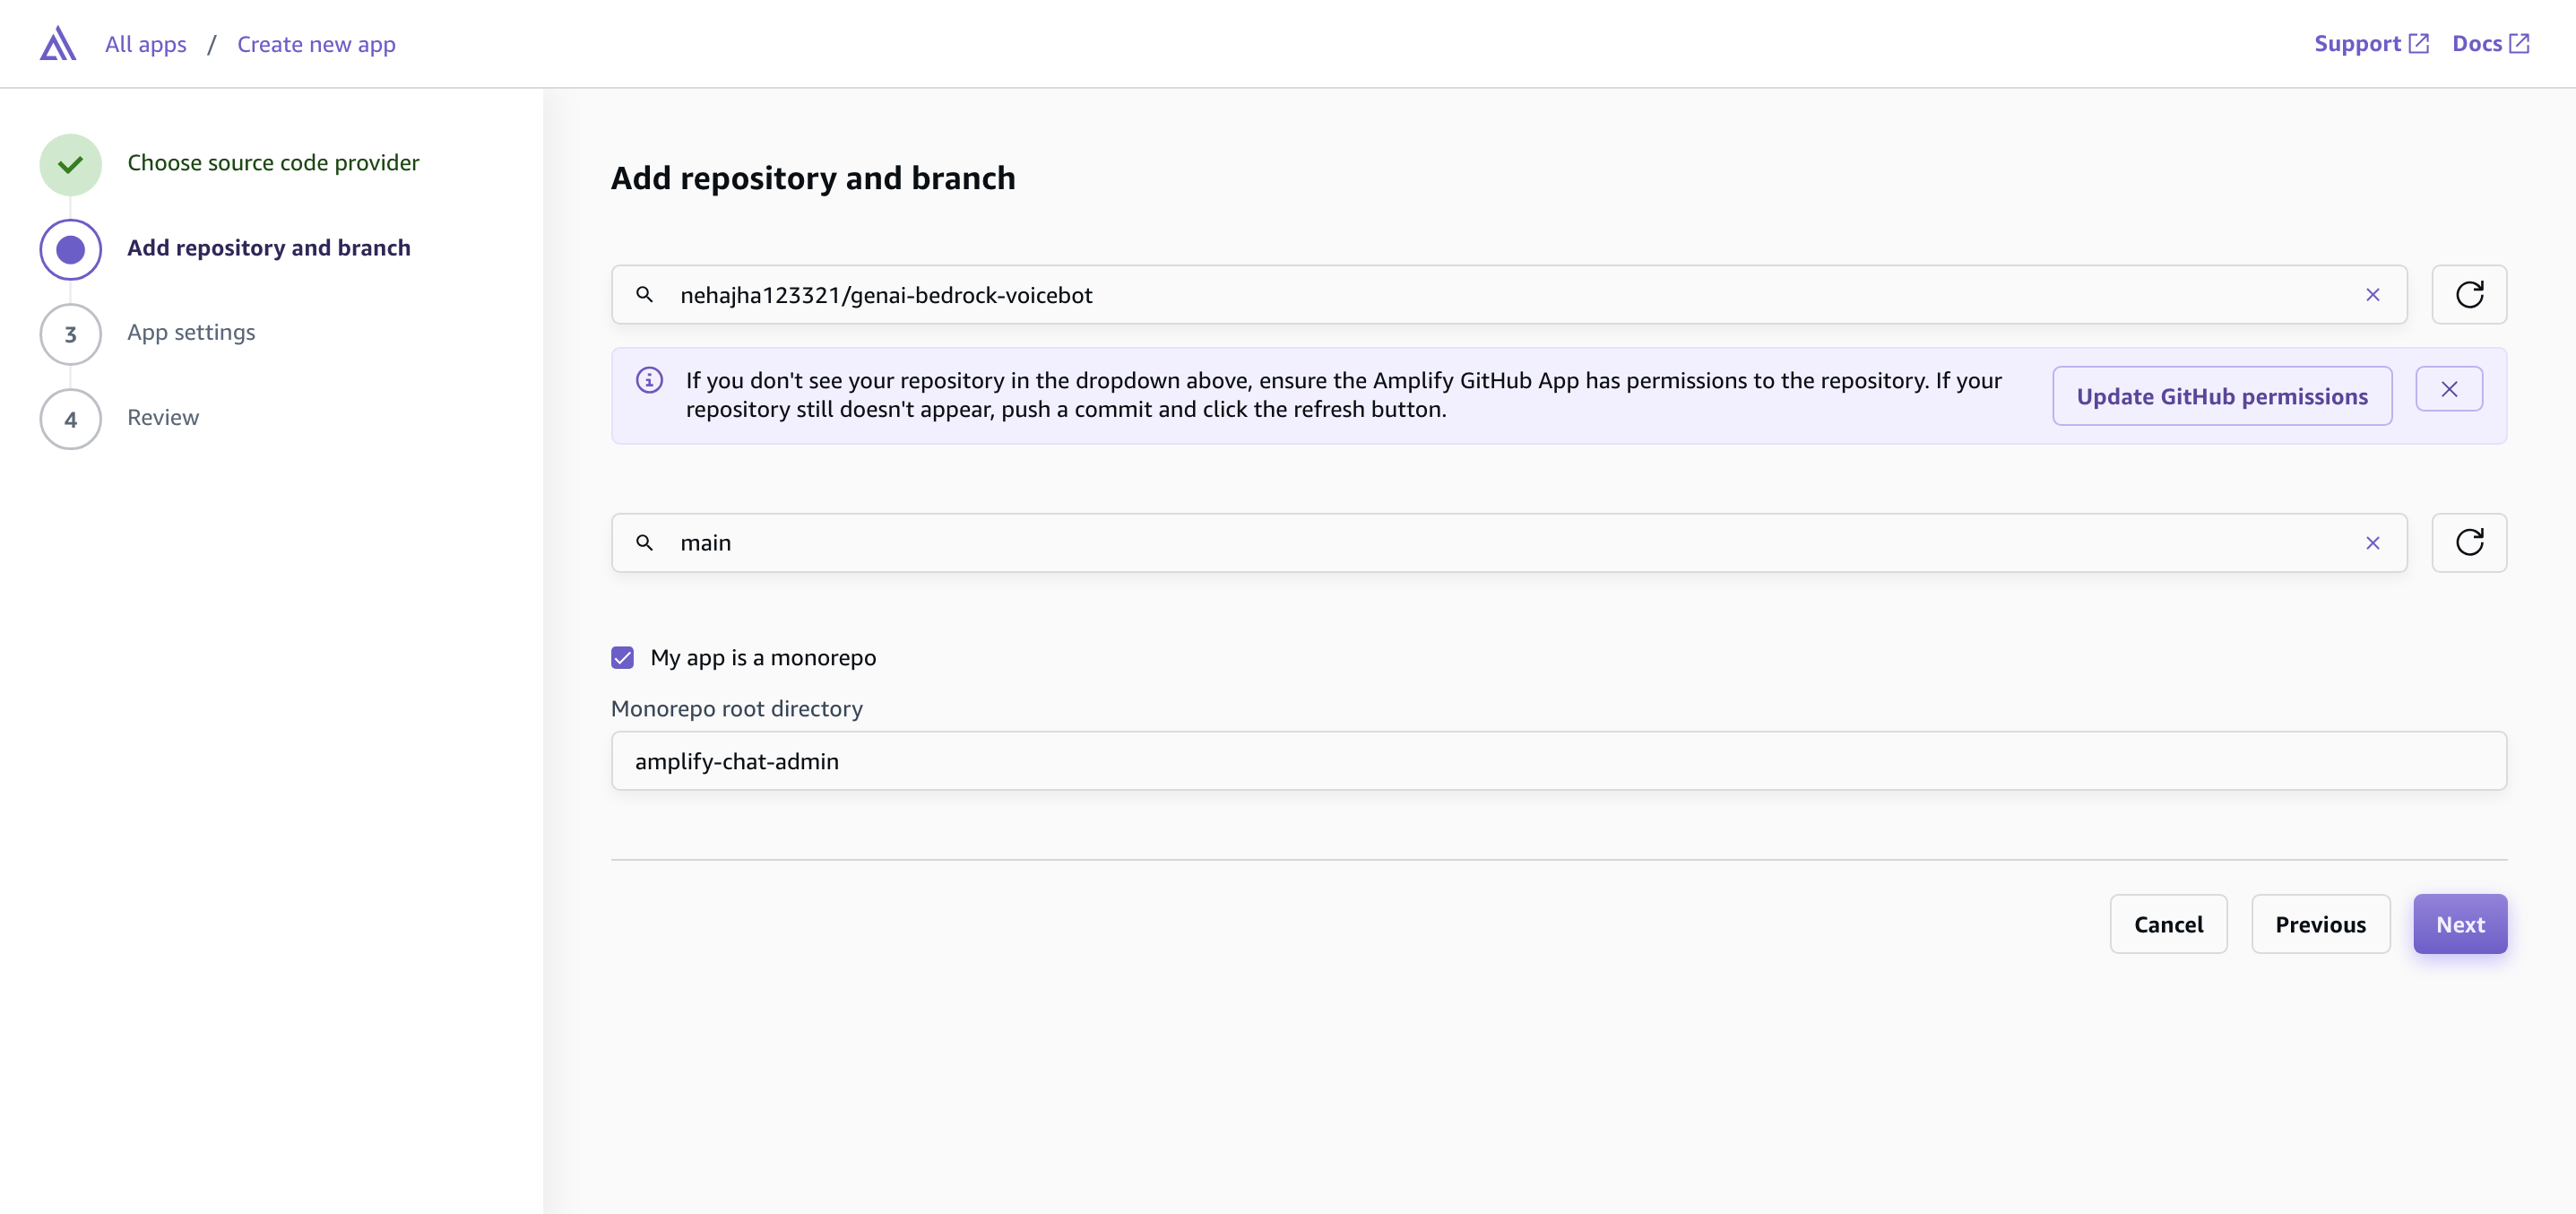 All apps / Create new app
Support
Docs
Choose source code provider
Add repository and branch
3 App settings
4 Review
Add repository and branch
nehajha123321/genai-bedrock-voicebot
If you don't see your repository in the dropdown above, ensure the Amplify GitHub App has permissions to the repository. If your
repository still doesn't appear, push a commit and click the refresh button.
Update GitHub permissions
main
My app is a monorepo
Monorepo root directory
amplify-chat-admin
Cancel
Previous
Next